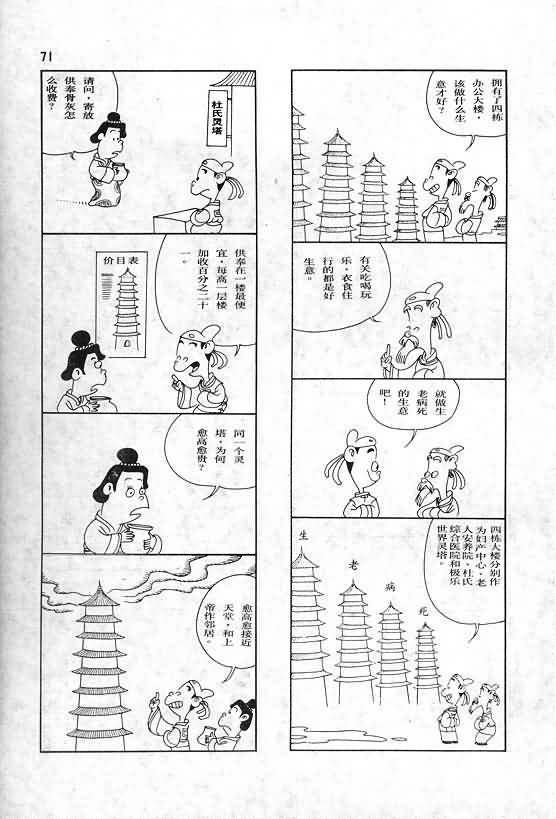 71
拥有了四栋
办公大楼，
该做什么生
意才好？
有关吃喝玩
乐，衣食住
行的都是好
生意。
就做生
老病死
的生意
吧！
四栋大楼分别作
为妇产中心、老
人安养院、杜氏
综合医院和极乐
世界灵塔。
生
老
病
死
杜氏灵塔
请问，寄放
供奉骨灰怎
么收费？
供奉在一楼最便
宜，每高一层楼
加收百分之二十
一。
价目表
同一个灵
塔，为何
愈高愈贵？
愈高愈接近
天堂，和上
帝作邻居。